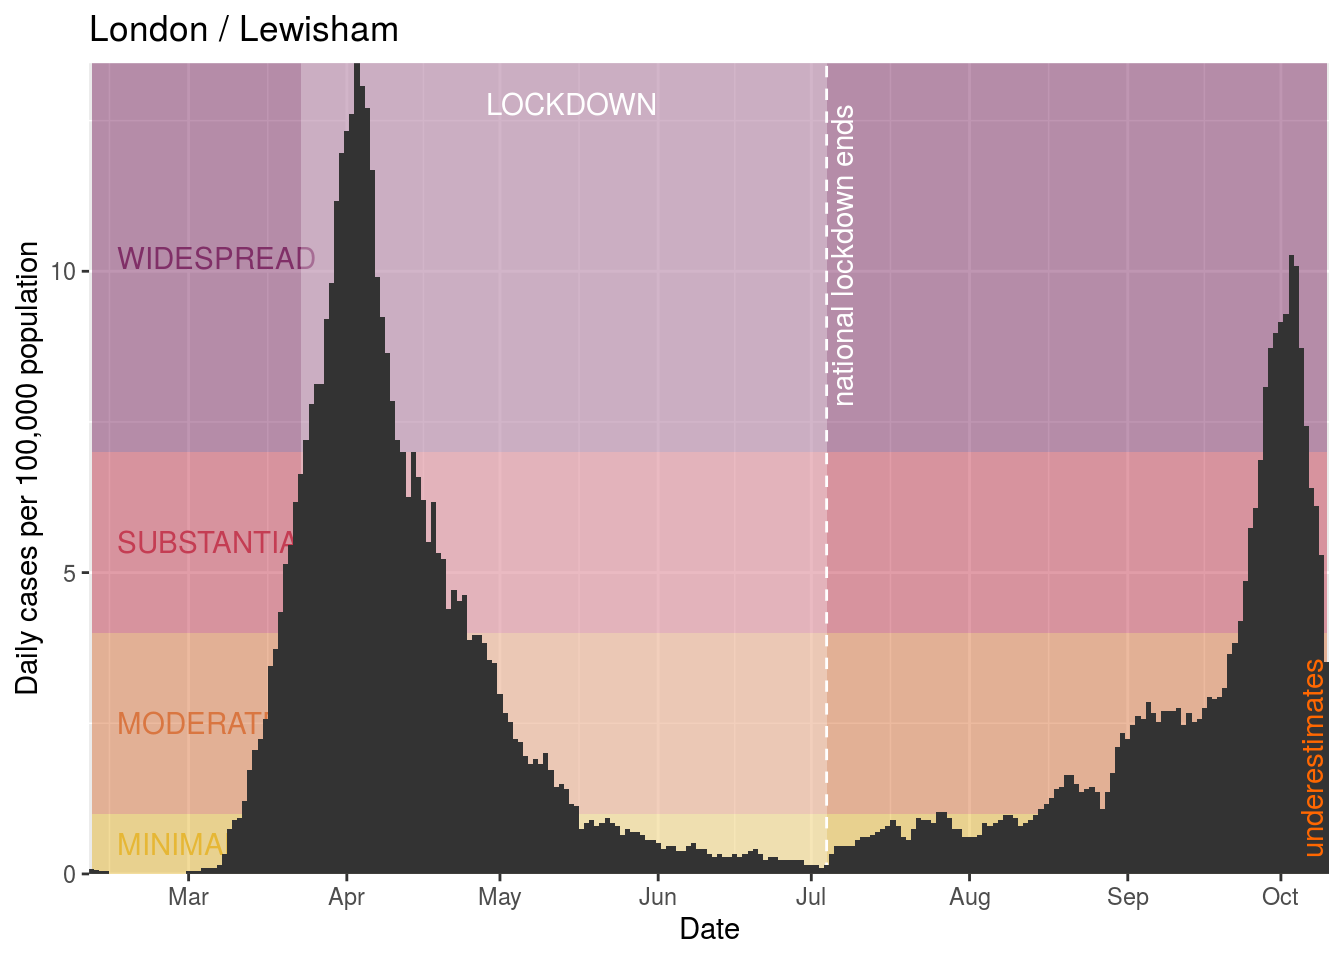 London / Lewisham
LOCKDOWN
national lockdown ends
WIDESPREAD
SUBSTANTIA
MODERAT
MINIMA
underestimates
Daily cases per 100,000 population
10
5
0
Mar Apr May Jun Jul Aug Sep Oct
Date